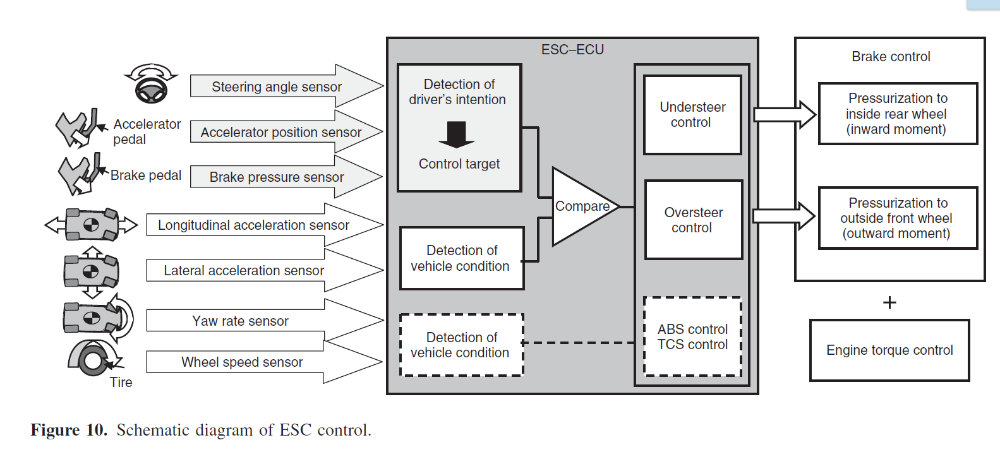 ESC–ECU
Steering angle sensor
Accelerator
pedal
Accelerator position sensor
Brake pedal
Brake pressure sensor
Longitudinal acceleration sensor
Lateral acceleration sensor
Yaw rate sensor
Wheel speed sensor
Tire
Detection of
driver’s intention
Control target
Detection of
vehicle condition
Detection of
vehicle condition
Compare
Understeer
control
Oversteer
control
ABS control
TCS control
Brake control
Pressurization to
inside rear wheel
(inward moment)
Pressurization to
outside front wheel
(outward moment)
+
Engine torque control
Figure 10. Schematic diagram of ESC control.